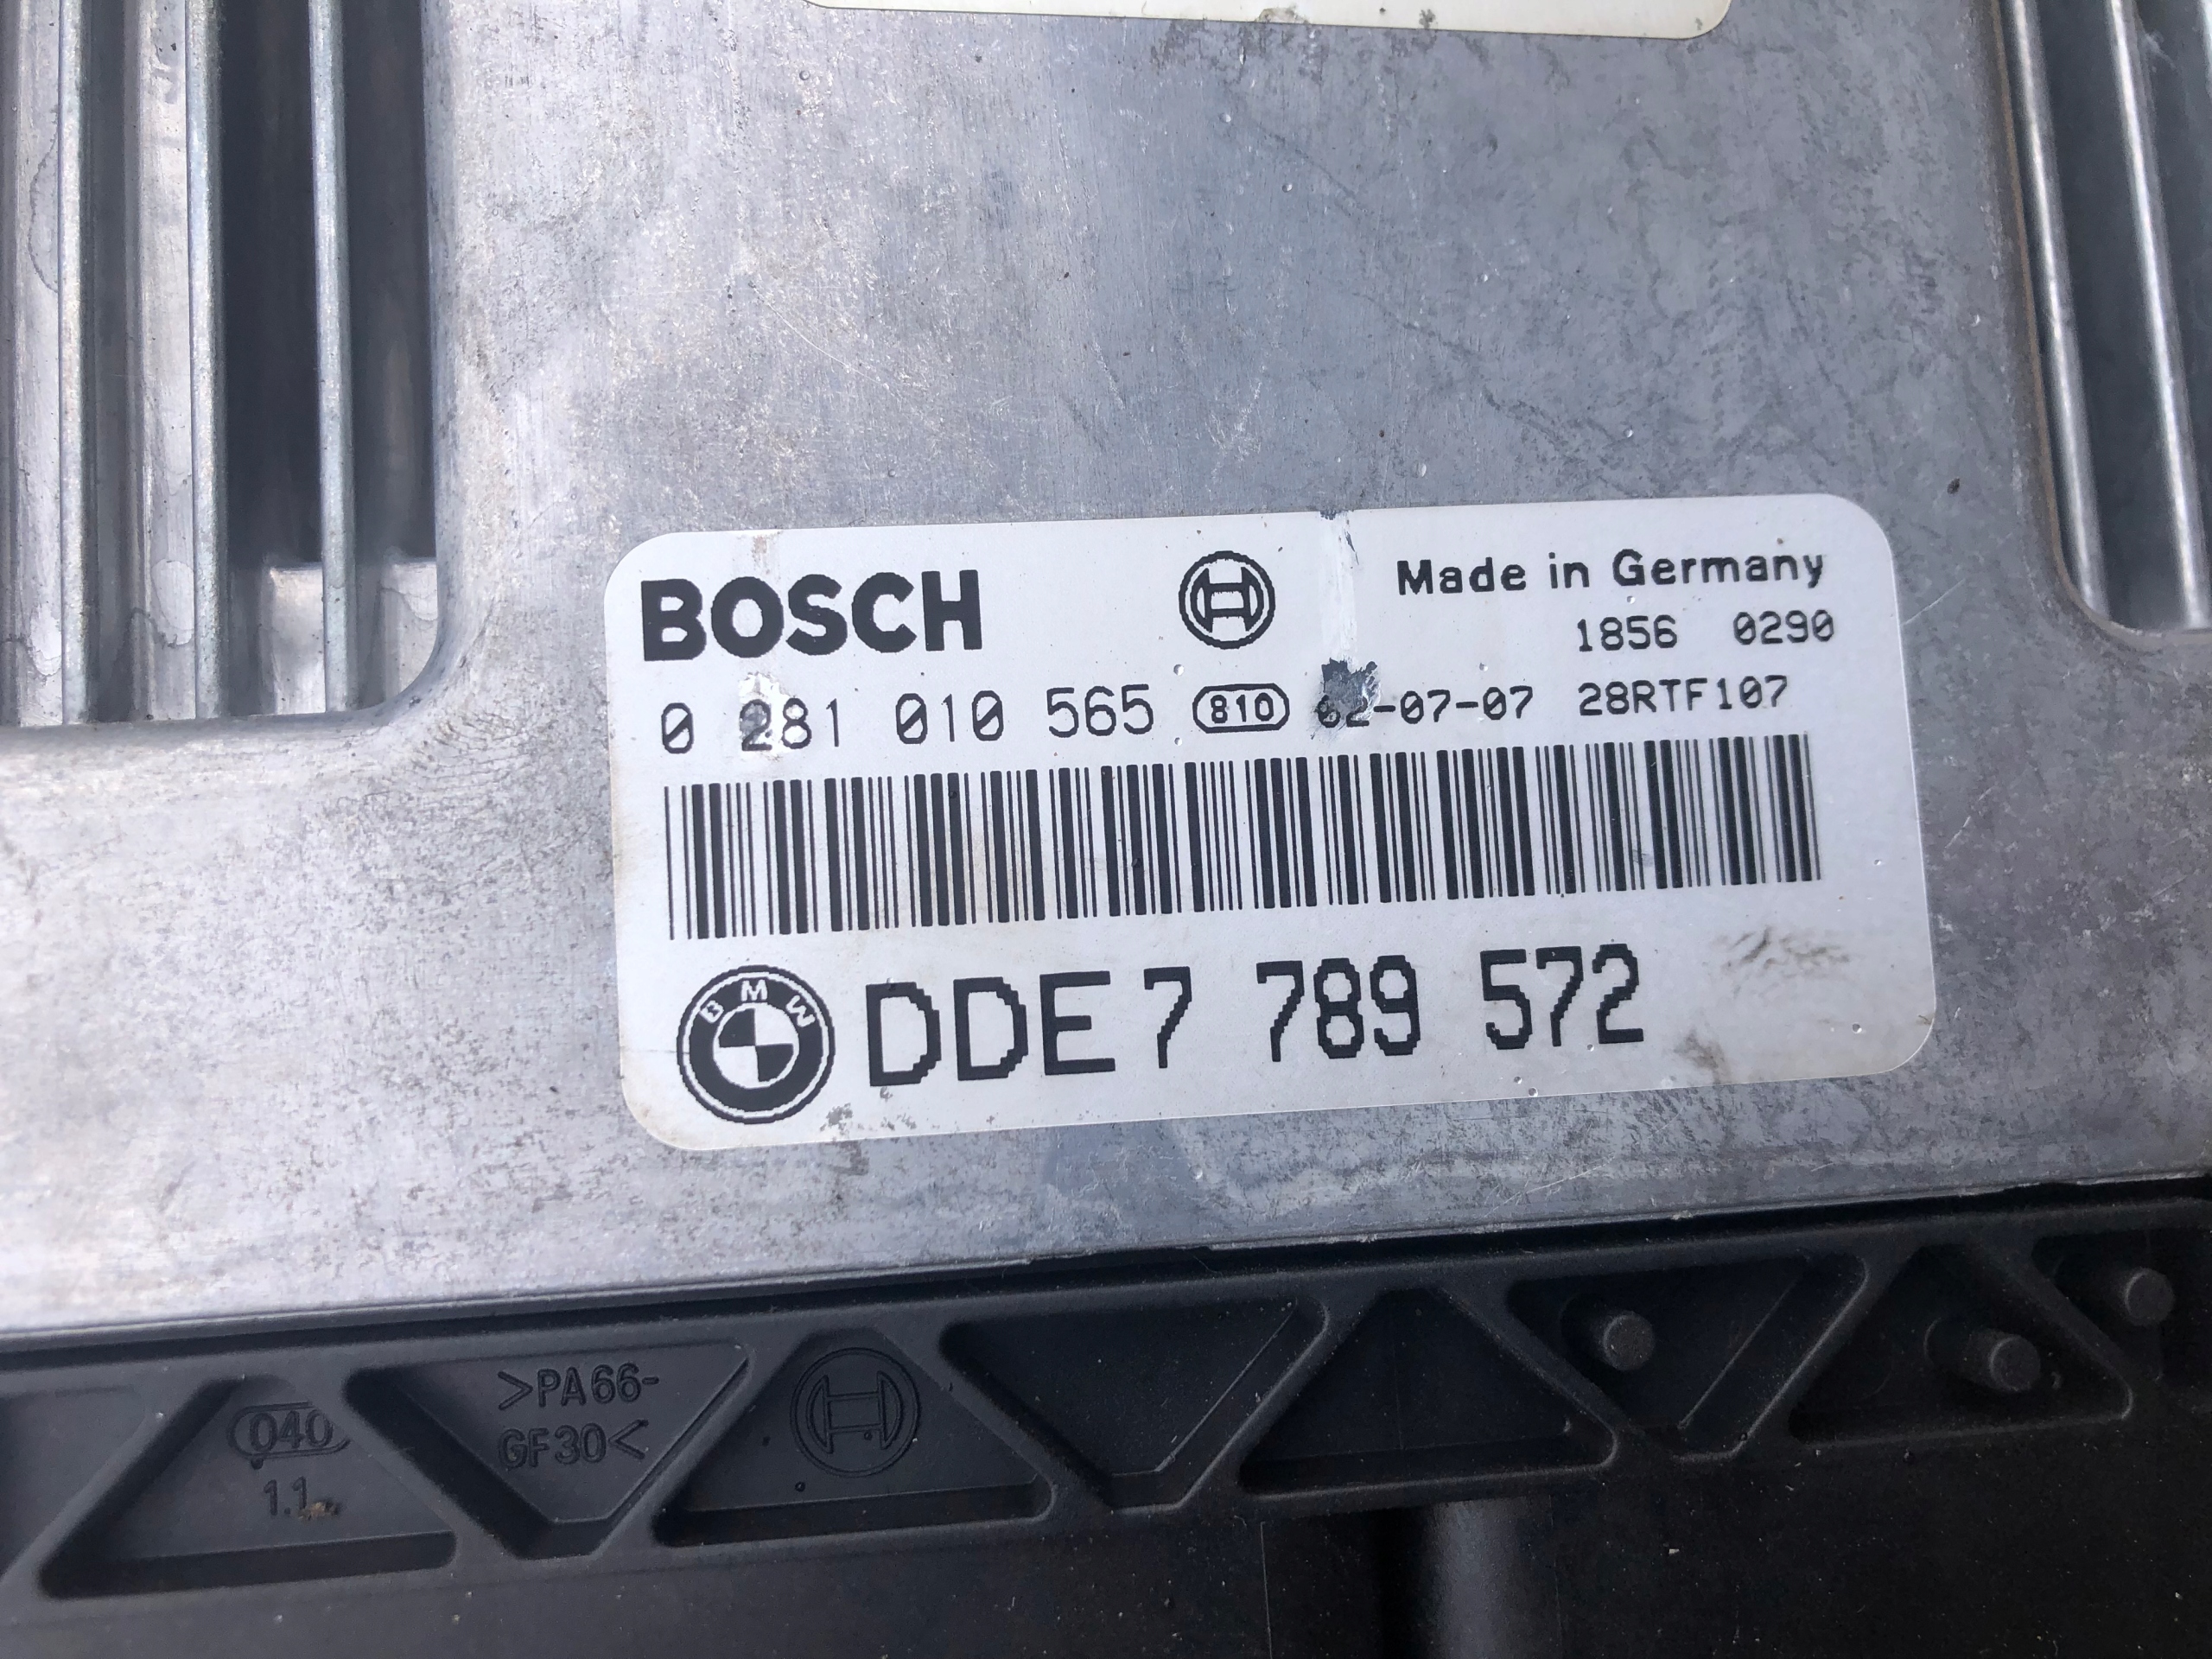 BOSCH
Made in Germany
1856 0290
0 281 010 565 810 02-07-07 28RTF107
BMW
DDE 7 789 572
>PA66-
GF30<
040
1.1